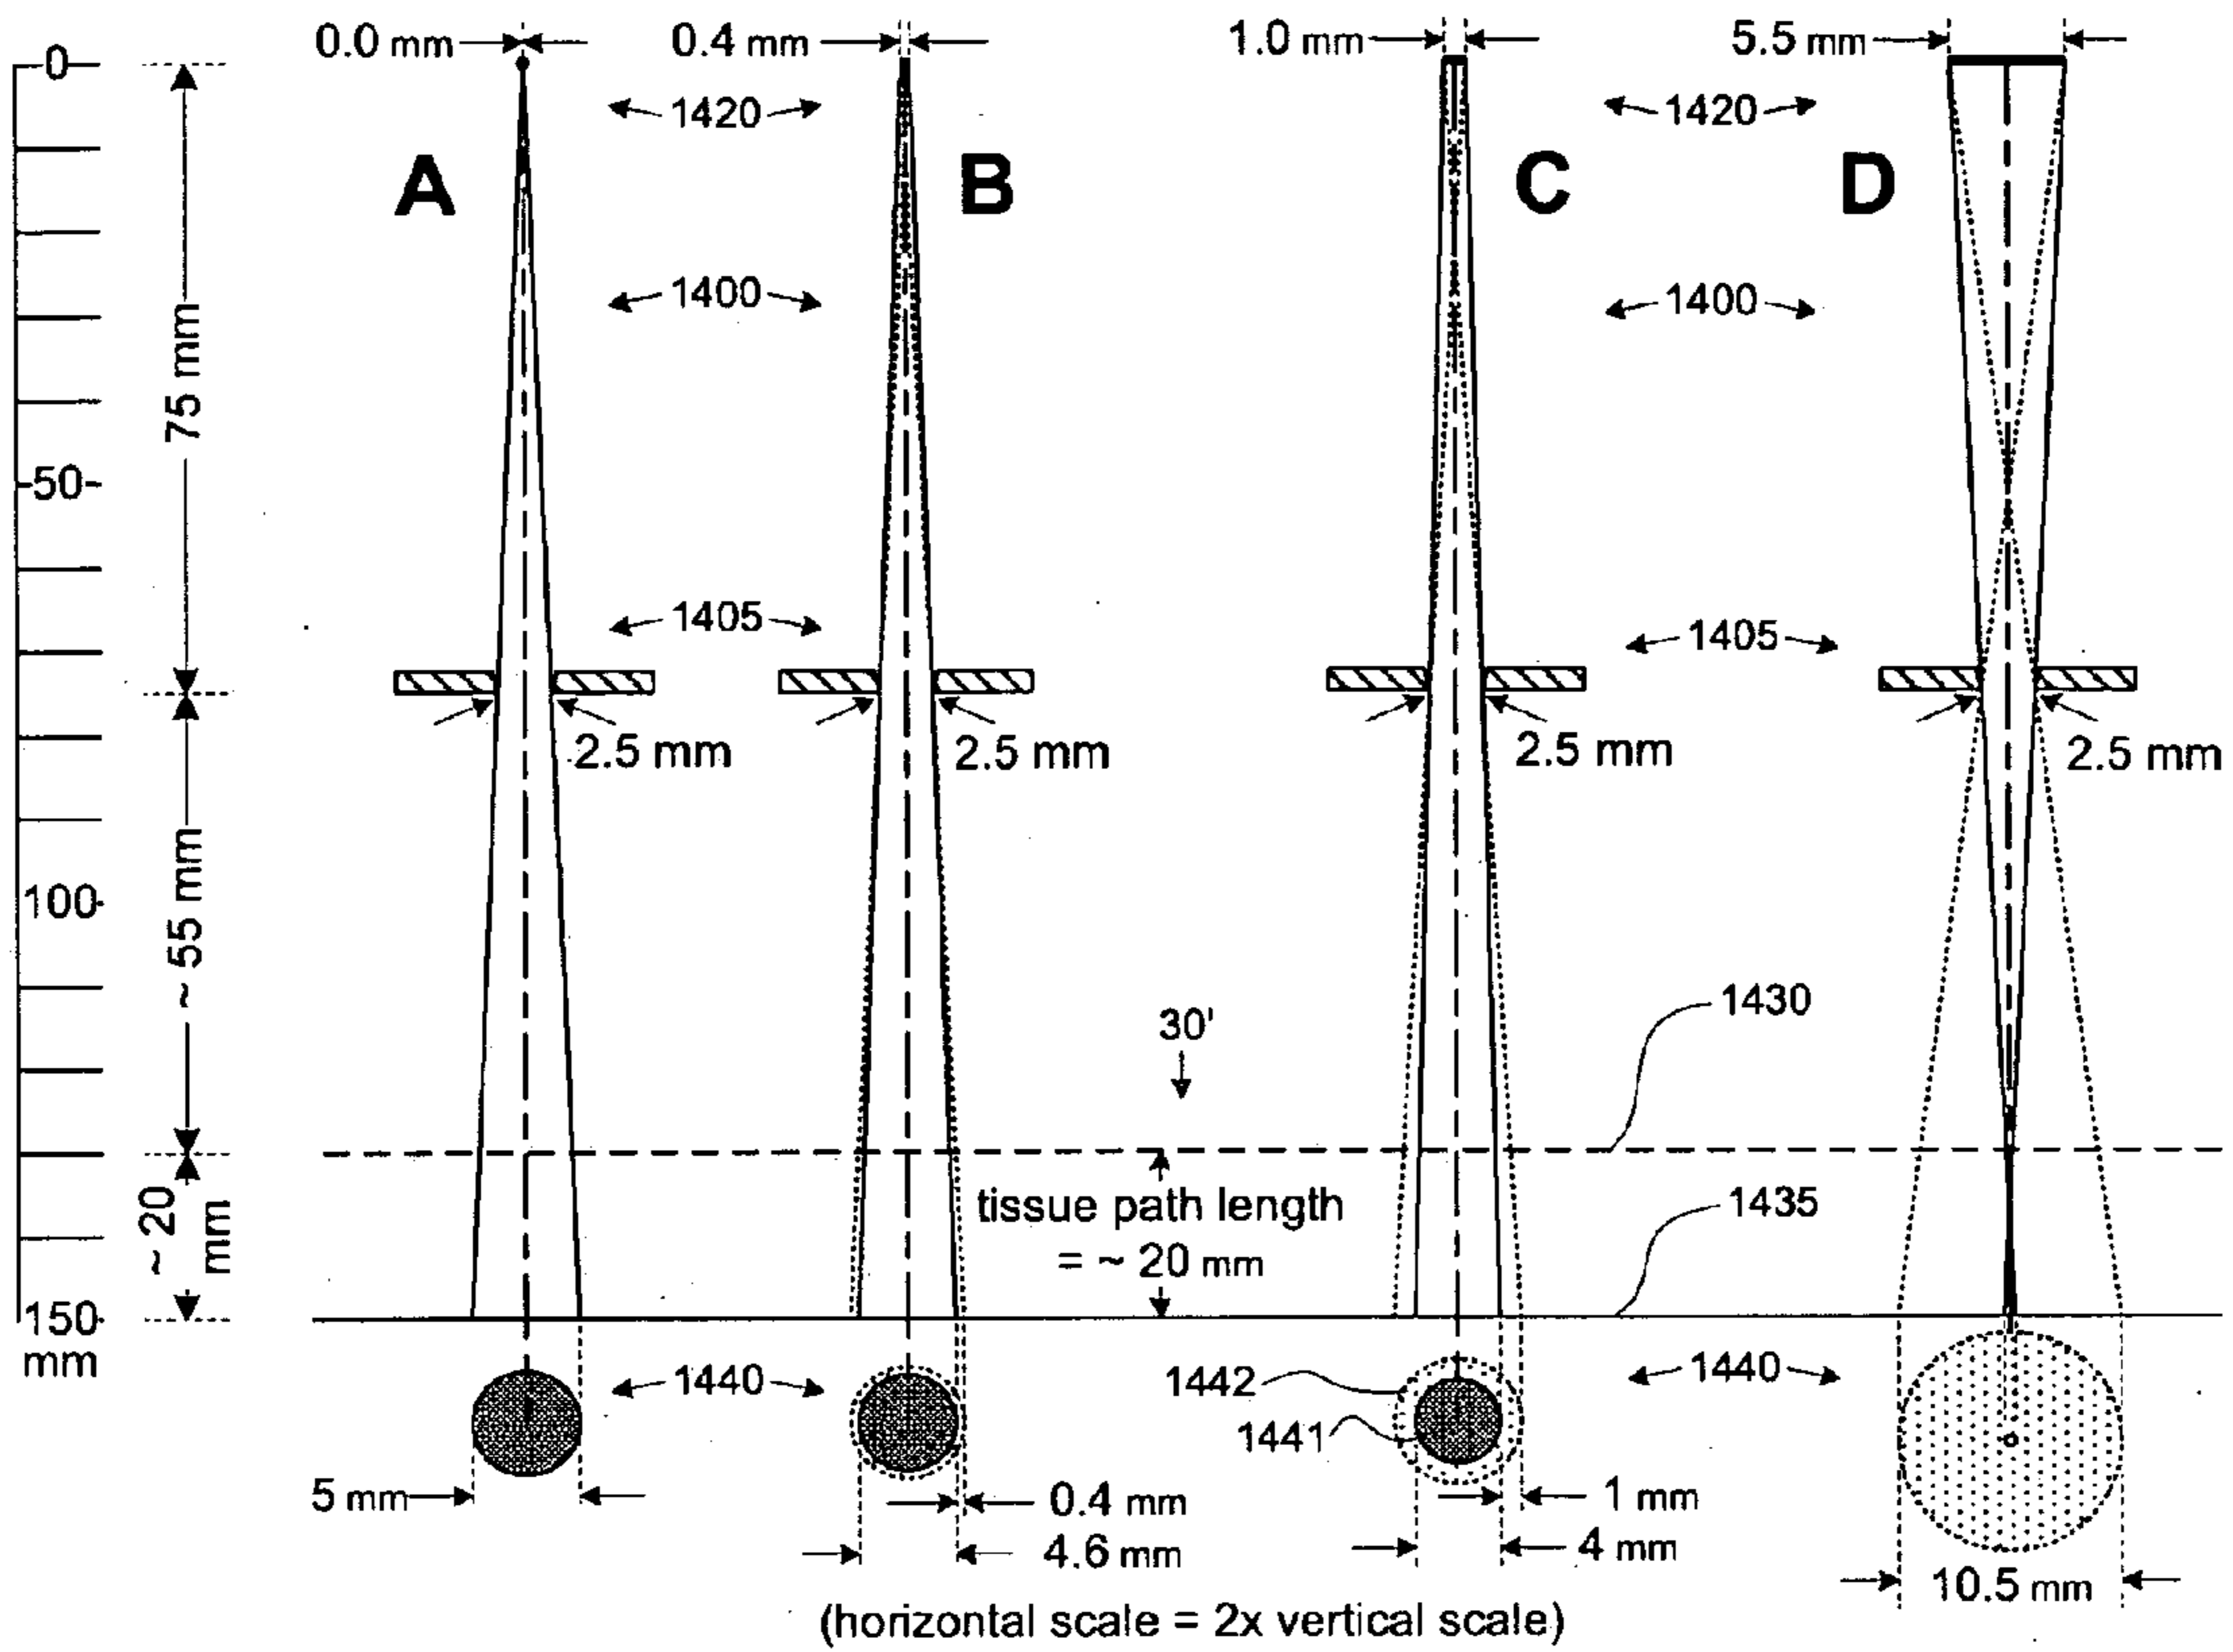 0.0 mm 0.4 mm 1.0 mm 5.5 mm
0
1420 1420
A B C D
1400 1400
75 mm
50
1405 1405
2.5 mm 2.5 mm 2.5 mm 2.5 mm
~ 55 mm
100
1430
30'
~ 20 mm
tissue path length
= ~ 20 mm
1435
150
mm
1440 1442 1440
1441
5 mm 0.4 mm 1 mm
4.6 mm 4 mm
10.5 mm
(horizontal scale = 2x vertical scale)